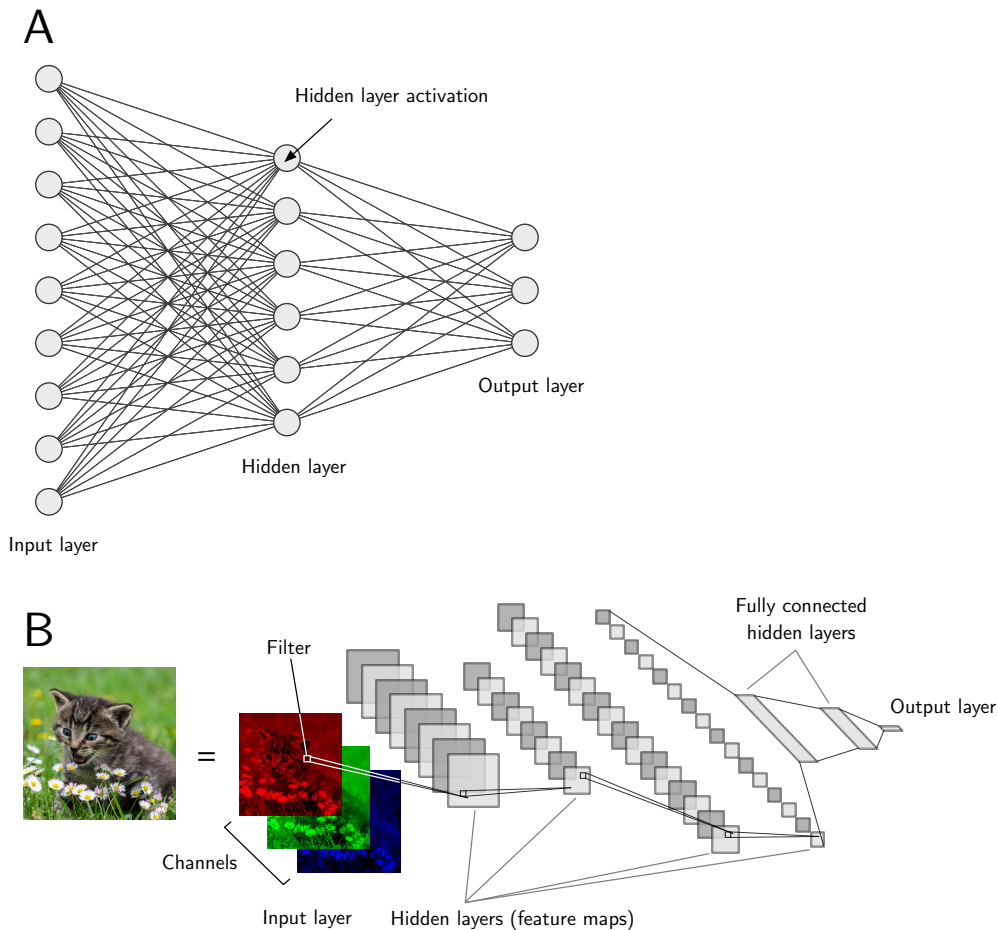 A
Hidden layer activation
Output layer
Hidden layer
Input layer
B
Fully connected
hidden layers
Filter
Output layer
=
Channels
Input layer
Hidden layers (feature maps)